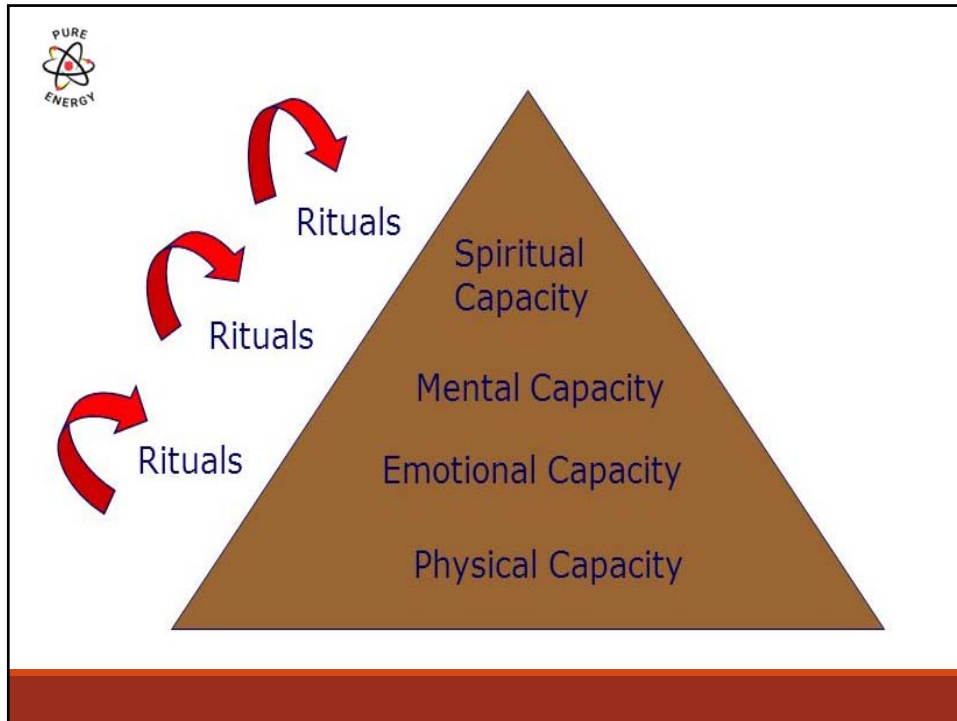 PURE
ENERGY
Rituals
Spiritual
Capacity
Rituals
Mental Capacity
Rituals
Emotional Capacity
Physical Capacity